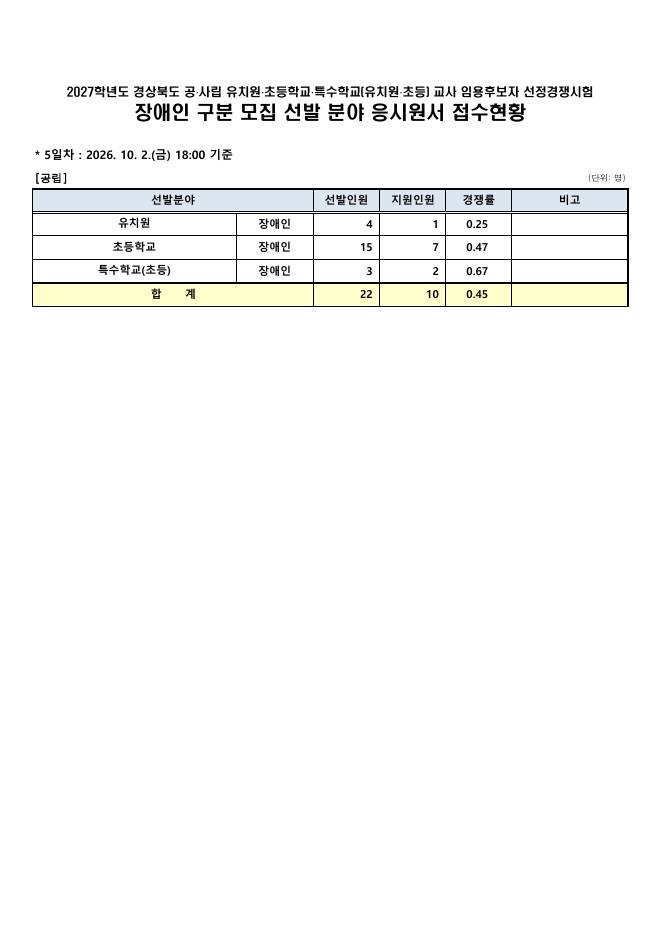 2027학년도 경상북도 공·사립 유치원·초등학교·특수학교(유치원·초등) 교사 임용후보자 선정경쟁시험
장애인 구분 모집 선발 분야 응시원서 접수현황
* 5일차 : 2026. 10. 2.(금) 18:00 기준
[공립] (단위: 명)
선발분야 선발인원 지원인원 경쟁률 비고
유치원 장애인 4 1 0.25
초등학교 장애인 15 7 0.47
특수학교(초등) 장애인 3 2 0.67
합 계 22 10 0.45